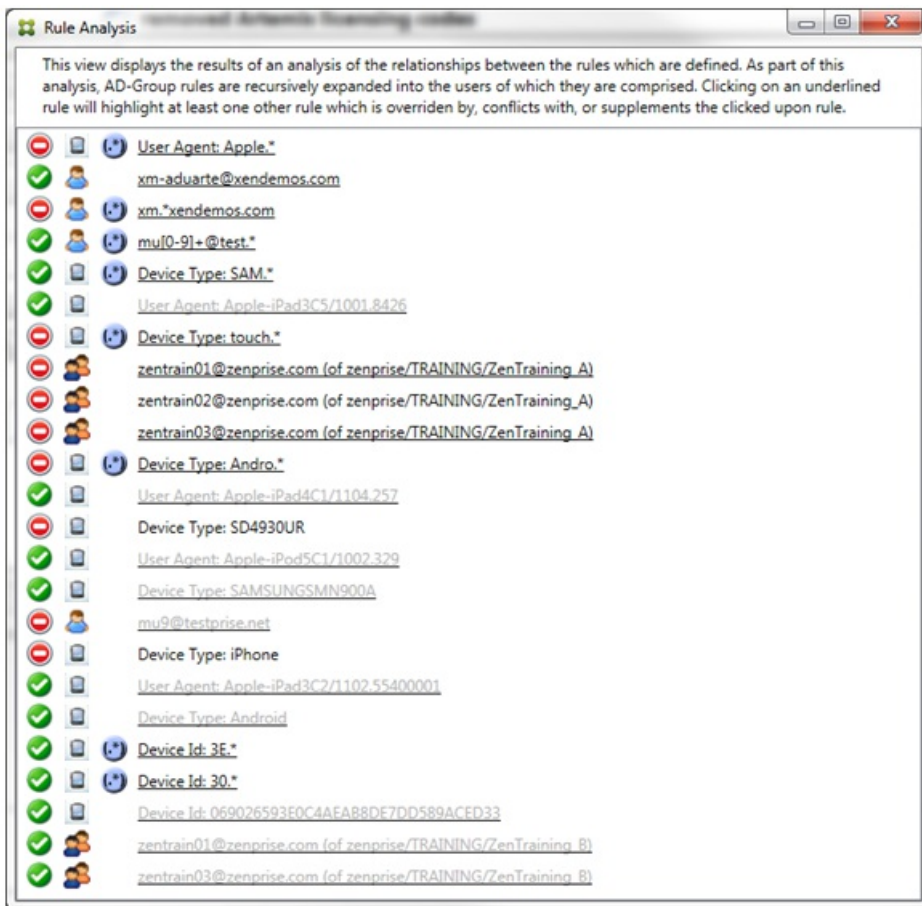 removed Artemis licensing codes
Rule Analysis
This view displays the results of an analysis of the relationships between the rules which are defined. As part of this
analysis, AD-Group rules are recursively expanded into the users of which they are comprised. Clicking on an underlined
rule will highlight at least one other rule which is overriden by, conflicts with, or supplements the clicked upon rule.
(.*) User Agent: Apple.*
xm-aduarte@xendemos.com
(.*) xm.*xendemos.com
(.*) mu[0-9]+@test.*
(.*) Device Type: SAM.*
User Agent: Apple-iPad3C5/1001.8426
(.*) Device Type: touch.*
zentrain01@zenprise.com (of zenprise/TRAINING/ZenTraining_A)
zentrain02@zenprise.com (of zenprise/TRAINING/ZenTraining_A)
zentrain03@zenprise.com (of zenprise/TRAINING/ZenTraining_A)
(.*) Device Type: Andro.*
User Agent: Apple-iPad4C1/1104.257
Device Type: SD4930UR
User Agent: Apple-iPod5C1/1002.329
Device Type: SAMSUNGSMN900A
mu9@testprise.net
Device Type: iPhone
User Agent: Apple-iPad3C2/1102.55400001
Device Type: Android
(.*) Device Id: 3E.*
(.*) Device Id: 30.*
Device Id: 069026593E0C4AEAB8DE7DD589ACED33
zentrain01@zenprise.com (of zenprise/TRAINING/ZenTraining_B)
zentrain03@zenprise.com (of zenprise/TRAINING/ZenTraining_B)